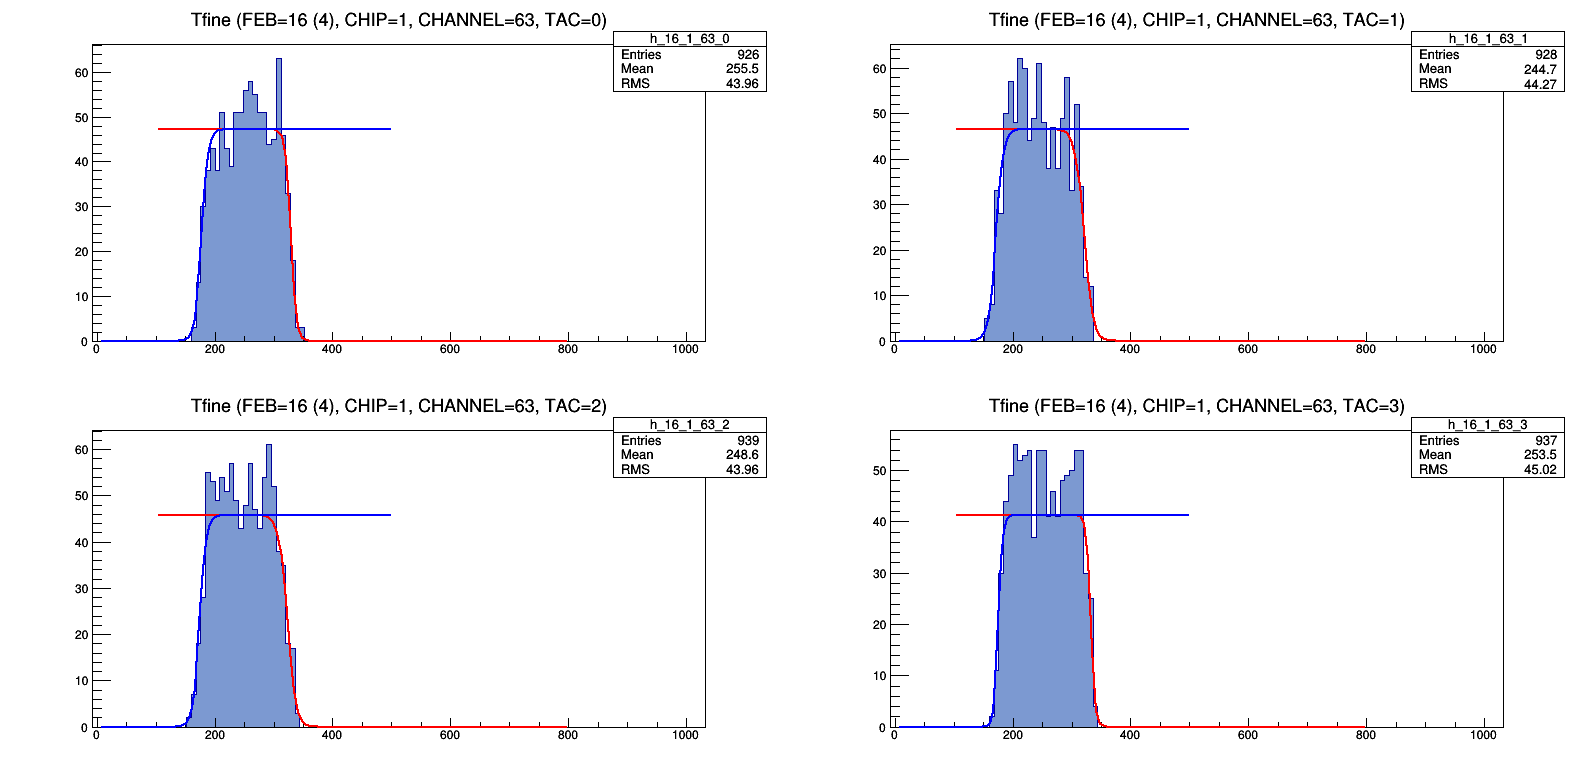 Tfine (FEB=16 (4), CHIP=1, CHANNEL=63, TAC=0)
h_16_1_63_0
Entries 926
Mean 255.5
RMS 43.96
60
50
40
30
20
10
0
0 200 400 600 800 1000
Tfine (FEB=16 (4), CHIP=1, CHANNEL=63, TAC=1)
h_16_1_63_1
Entries 928
Mean 244.7
RMS 44.27
60
50
40
30
20
10
0
0 200 400 600 800 1000
Tfine (FEB=16 (4), CHIP=1, CHANNEL=63, TAC=2)
h_16_1_63_2
Entries 939
Mean 248.6
RMS 43.96
60
50
40
30
20
10
0
0 200 400 600 800 1000
Tfine (FEB=16 (4), CHIP=1, CHANNEL=63, TAC=3)
h_16_1_63_3
Entries 937
Mean 253.5
RMS 45.02
50
40
30
20
10
0
0 200 400 600 800 1000